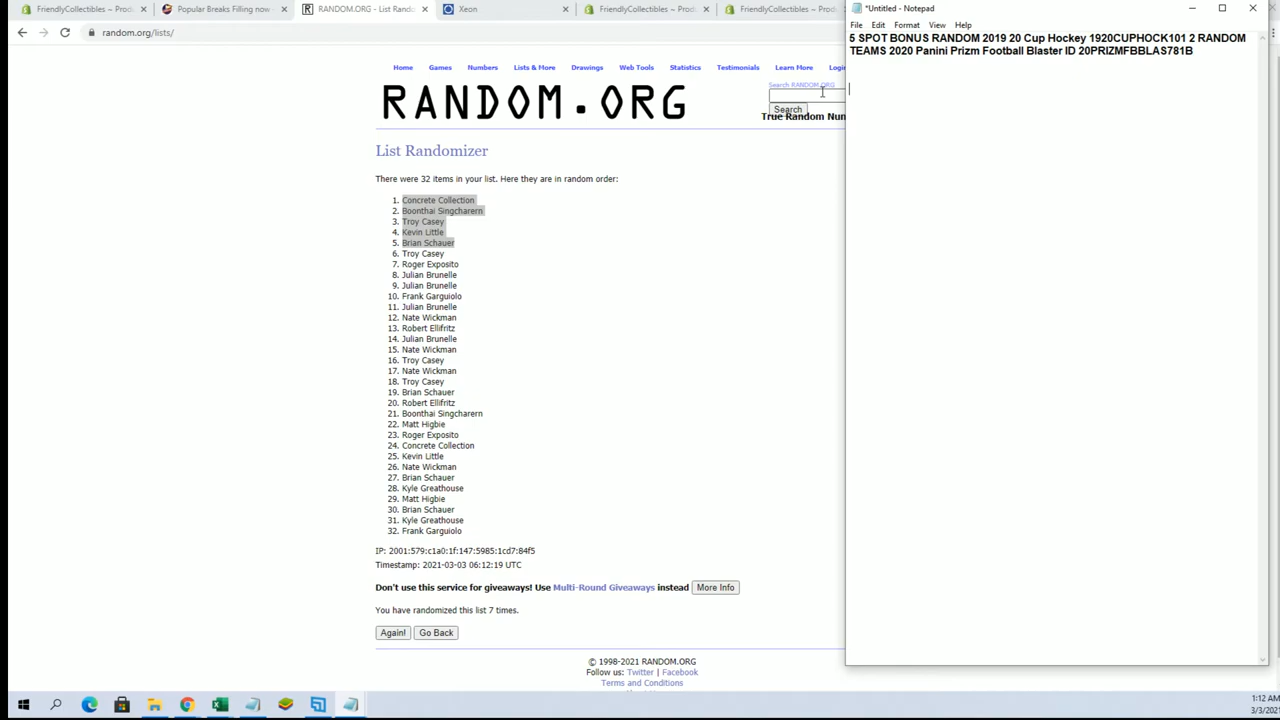 FriendlyCollectibles ~ Produ
Popular Breaks Filling now -
RANDOM.ORG - List Randomi
Xeon
FriendlyCollectibles ~ Produ
FriendlyCollectibles ~ Produ
random.org/lists/
Home Games Numbers Lists & More Drawings Web Tools Statistics Testimonials Learn More Login
Search RANDOM.ORG
Search
RANDOM.ORG
True Random Num
List Randomizer
There were 32 items in your list. Here they are in random order:
1. Concrete Collection
2. Boonthai Singcharern
3. Troy Casey
4. Kevin Little
5. Brian Schauer
6. Troy Casey
7. Roger Exposito
8. Julian Brunelle
9. Julian Brunelle
10. Frank Garguiolo
11. Julian Brunelle
12. Nate Wickman
13. Robert Ellifritz
14. Julian Brunelle
15. Nate Wickman
16. Troy Casey
17. Nate Wickman
18. Troy Casey
19. Brian Schauer
20. Robert Ellifritz
21. Boonthai Singcharern
22. Matt Higbie
23. Roger Exposito
24. Concrete Collection
25. Kevin Little
26. Nate Wickman
27. Brian Schauer
28. Kyle Greathouse
29. Matt Higbie
30. Brian Schauer
31. Kyle Greathouse
32. Frank Garguiolo
IP: 2001:579:c1a0:1f:147:5985:1cd7:84f5
Timestamp: 2021-03-03 06:12:19 UTC
Don't use this service for giveaways! Use Multi-Round Giveaways instead More Info
You have randomized this list 7 times.
Again! Go Back
© 1998-2021 RANDOM.ORG
Follow us: Twitter | Facebook
Terms and Conditions
*Untitled - Notepad
File Edit Format View Help
5 SPOT BONUS RANDOM 2019 20 Cup Hockey 1920CUPHOCK101 2 RANDOM
TEAMS 2020 Panini Prizm Football Blaster ID 20PRIZMFBBLAS781B
1:12 AM
3/3/2021